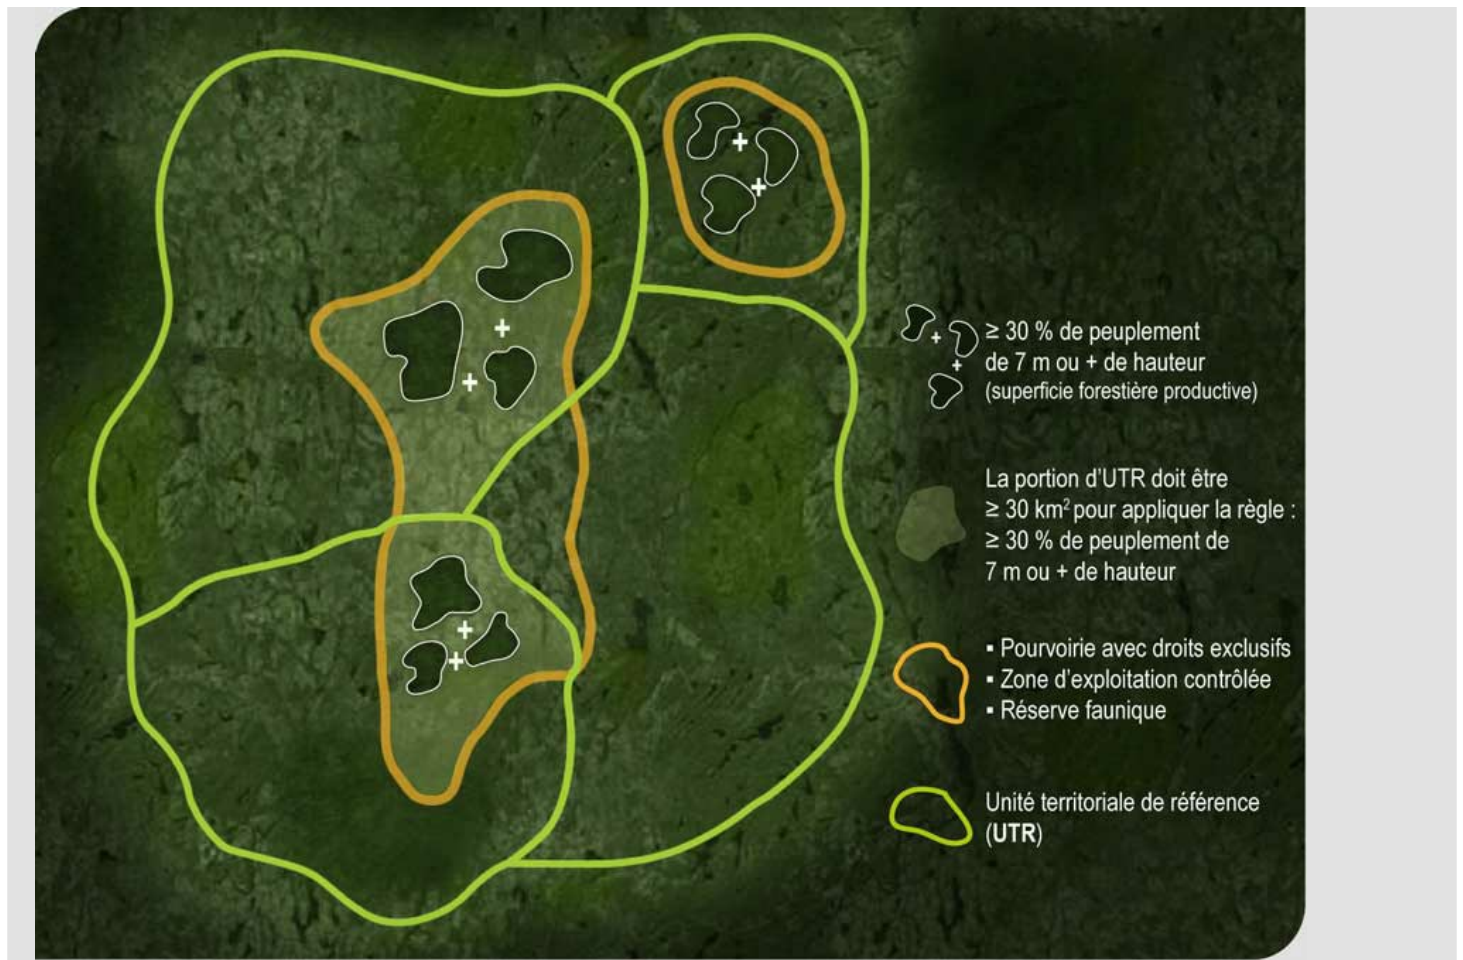 ≥ 30 % de peuplement
de 7 m ou + de hauteur
(superficie forestière productive)
La portion d'UTR doit être
≥ 30 km² pour appliquer la règle :
≥ 30 % de peuplement de
7 m ou + de hauteur
▪ Pourvoirie avec droits exclusifs
▪ Zone d'exploitation contrôlée
▪ Réserve faunique
Unité territoriale de référence
(UTR)